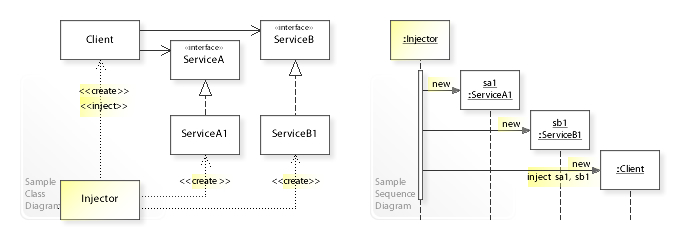 Client
<<create>>
<<inject>>
«interface»
ServiceA
«interface»
ServiceB
ServiceA1
ServiceB1
<<create >>
<<create>>
Injector
Sample
Class
Diagram
:Injector
new
sa1
:ServiceA1
new
sb1
:ServiceB1
new
inject sa1, sb1
:Client
Sample
Sequence
Diagram